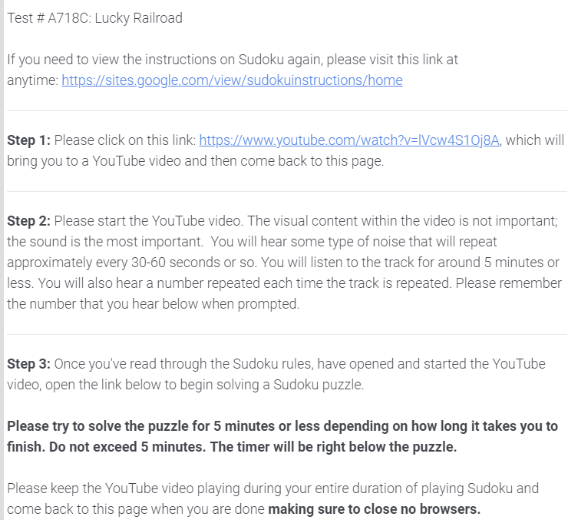 Test # A718C: Lucky Railroad
If you need to view the instructions on Sudoku again, please visit this link at
anytime: https://sites.google.com/view/sudokuinstructions/home
Step 1: Please click on this link: https://www.youtube.com/watch?v=lVcw4S1Oj8A, which will
bring you to a YouTube video and then come back to this page.
Step 2: Please start the YouTube video. The visual content within the video is not important;
the sound is the most important. You will hear some type of noise that will repeat
approximately every 30-60 seconds or so. You will listen to the track for around 5 minutes or
less. You will also hear a number repeated each time the track is repeated. Please remember
the number that you hear below when prompted.
Step 3: Once you've read through the Sudoku rules, have opened and started the YouTube
video, open the link below to begin solving a Sudoku puzzle.
Please try to solve the puzzle for 5 minutes or less depending on how long it takes you to
finish. Do not exceed 5 minutes. The timer will be right below the puzzle.
Please keep the YouTube video playing during your entire duration of playing Sudoku and
come back to this page when you are done making sure to close no browsers.